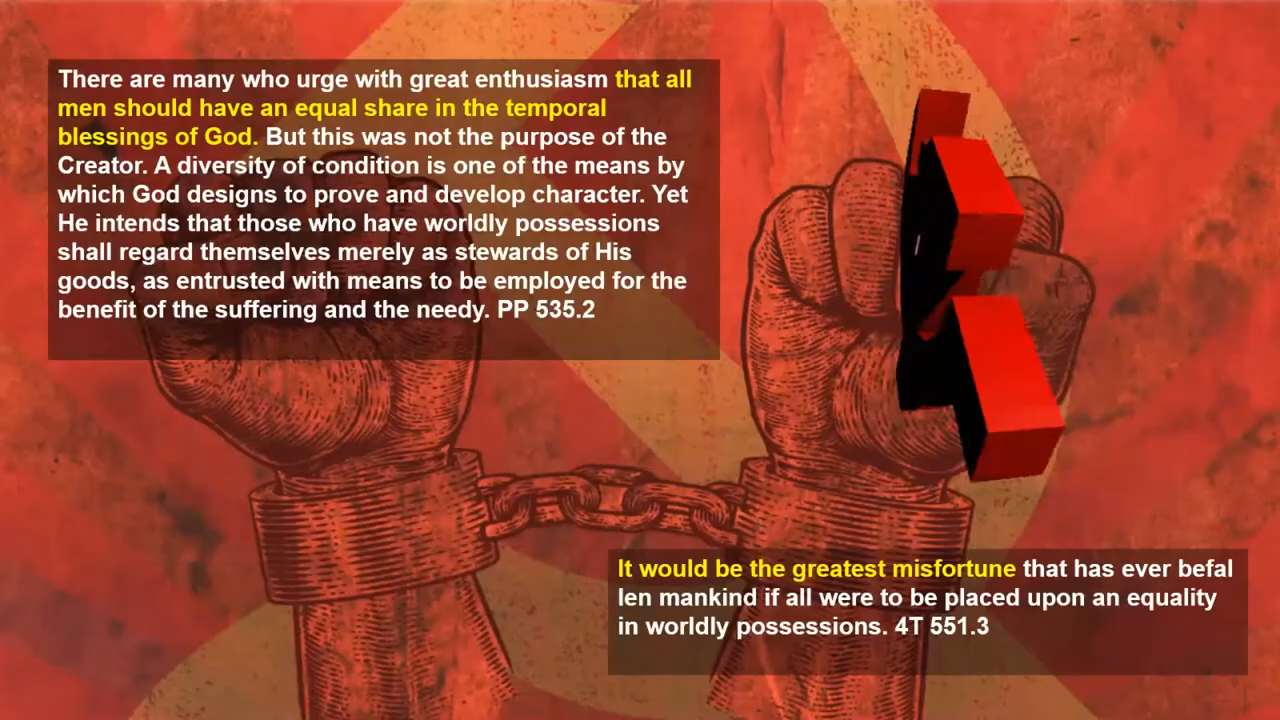 There are many who urge with great enthusiasm that all
men should have an equal share in the temporal
blessings of God. But this was not the purpose of the
Creator. A diversity of condition is one of the means by
which God designs to prove and develop character. Yet
He intends that those who have worldly possessions
shall regard themselves merely as stewards of His
goods, as entrusted with means to be employed for the
benefit of the suffering and the needy. PP 535.2
It would be the greatest misfortune that has ever befal
len mankind if all were to be placed upon an equality
in worldly possessions. 4T 551.3